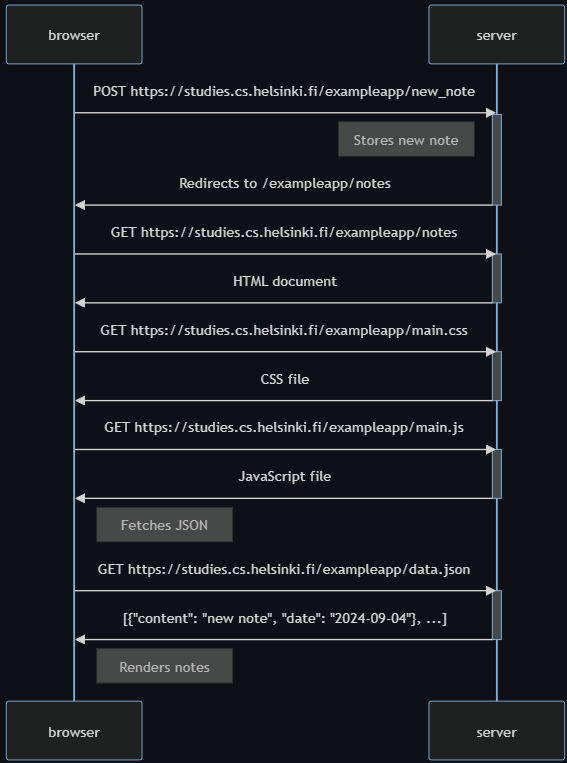 browser
server
POST https://studies.cs.helsinki.fi/exampleapp/new_note
Stores new note
Redirects to /exampleapp/notes
GET https://studies.cs.helsinki.fi/exampleapp/notes
HTML document
GET https://studies.cs.helsinki.fi/exampleapp/main.css
CSS file
GET https://studies.cs.helsinki.fi/exampleapp/main.js
JavaScript file
Fetches JSON
GET https://studies.cs.helsinki.fi/exampleapp/data.json
[{"content": "new note", "date": "2024-09-04"}, ...]
Renders notes
browser
server